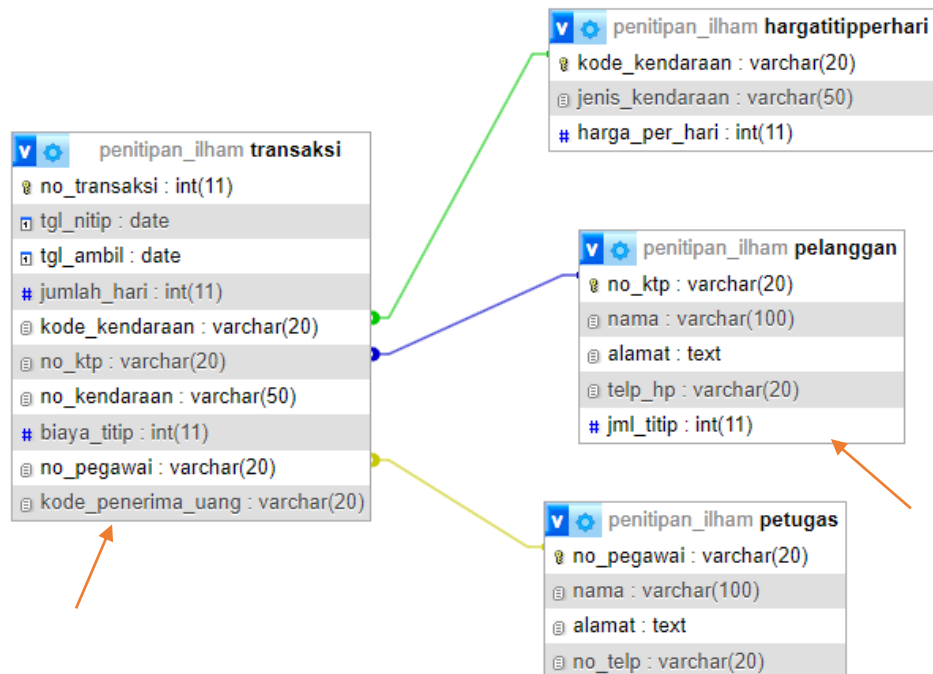 penitipan_ilham hargatitipperhari
kode_kendaraan : varchar(20)
jenis_kendaraan : varchar(50)
# harga_per_hari : int(11)
penitipan_ilham transaksi
no_transaksi : int(11)
tgl_nitip : date
tgl_ambil : date
# jumlah_hari : int(11)
kode_kendaraan : varchar(20)
no_ktp : varchar(20)
no_kendaraan : varchar(50)
# biaya_titip : int(11)
no_pegawai : varchar(20)
kode_penerima_uang : varchar(20)
penitipan_ilham pelanggan
no_ktp : varchar(20)
nama : varchar(100)
alamat : text
telp_hp : varchar(20)
# jml_titip : int(11)
penitipan_ilham petugas
no_pegawai : varchar(20)
nama : varchar(100)
alamat : text
no_telp : varchar(20)